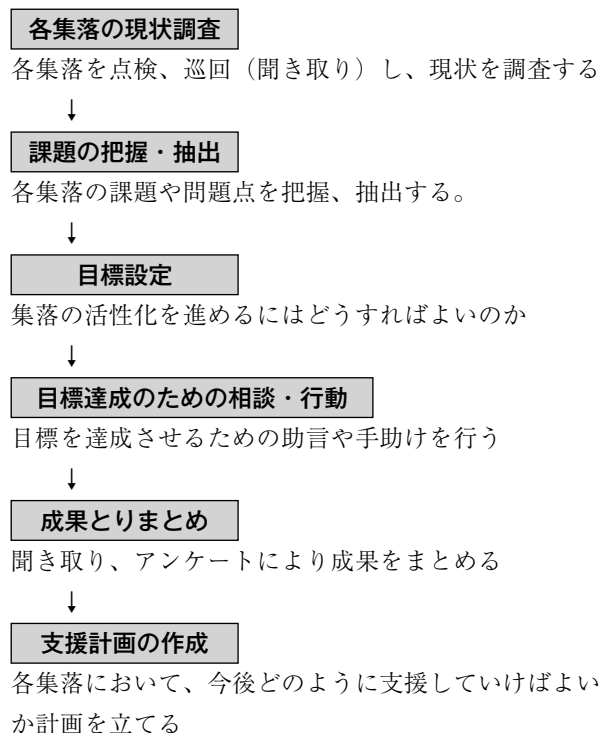 各集落の現状調査
各集落を点検、巡回（聞き取り）し、現状を調査する
↓
課題の把握・抽出
各集落の課題や問題点を把握、抽出する。
↓
目標設定
集落の活性化を進めるにはどうすればよいのか
↓
目標達成のための相談・行動
目標を達成させるための助言や手助けを行う
↓
成果とりまとめ
聞き取り、アンケートにより成果をまとめる
↓
支援計画の作成
各集落において、今後どのように支援していけばよい
か計画を立てる